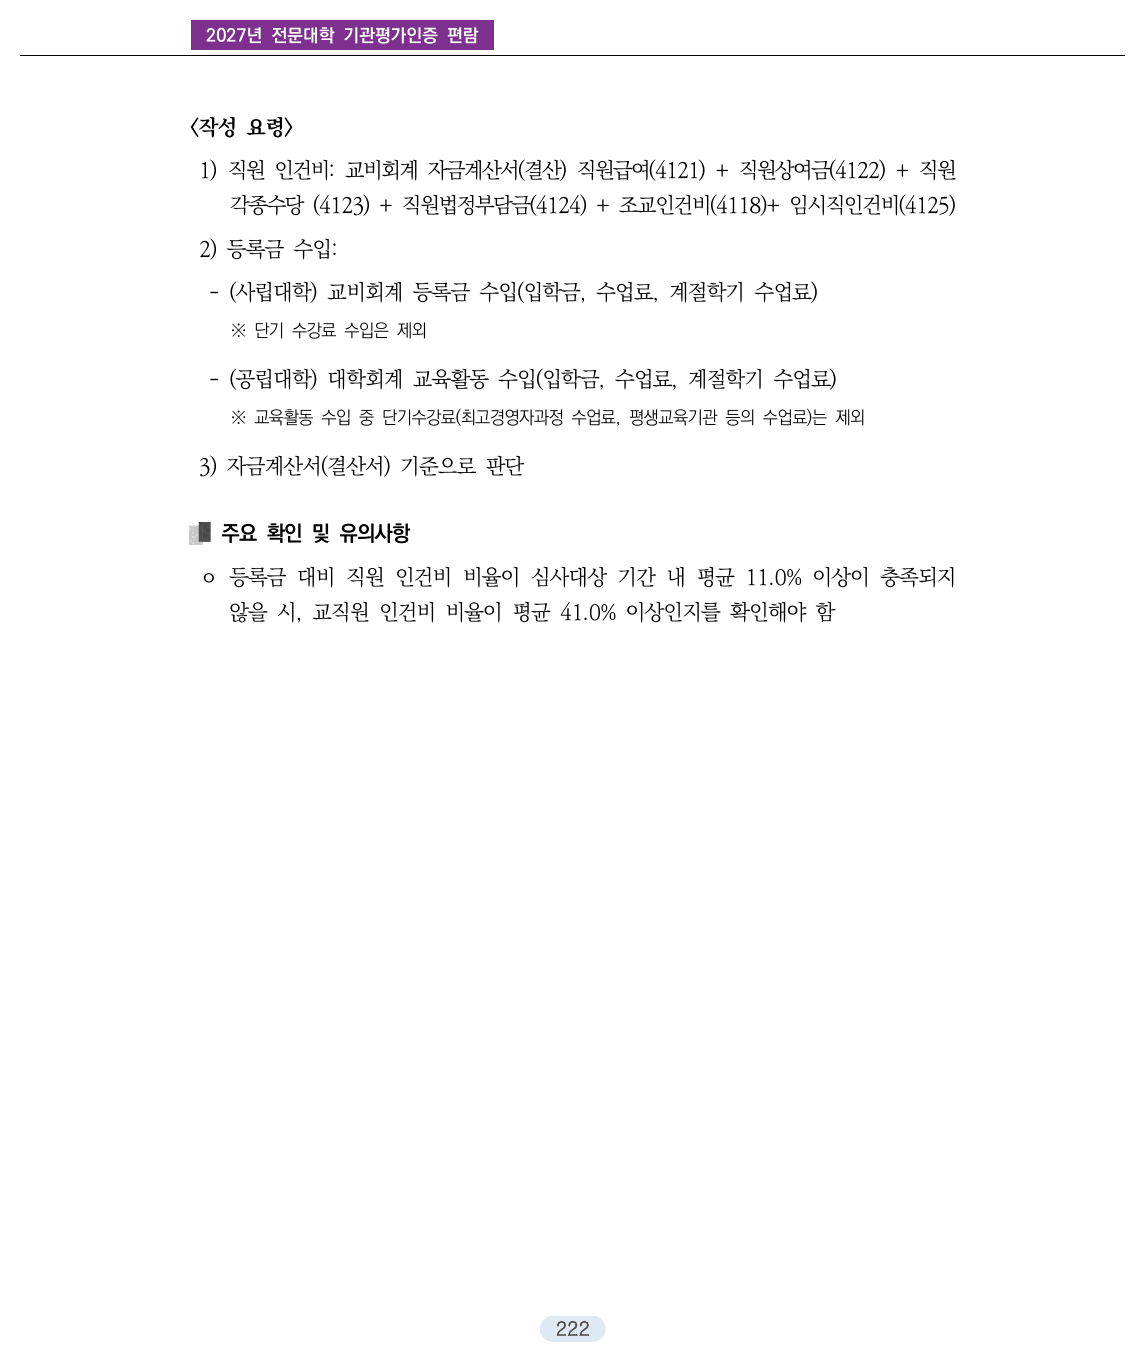 2027년 전문대학 기관평가인증 편람
<작성 요령>
1) 직원 인건비: 교비회계 자금계산서(결산) 직원급여(4121) + 직원상여금(4122) + 직원
각종수당 (4123) + 직원법정부담금(4124) + 조교인건비(4118)+ 임시직인건비(4125)
2) 등록금 수입:
- (사립대학) 교비회계 등록금 수입(입학금, 수업료, 계절학기 수업료)
※ 단기 수강료 수입은 제외
- (공립대학) 대학회계 교육활동 수입(입학금, 수업료, 계절학기 수업료)
※ 교육활동 수입 중 단기수강료(최고경영자과정 수업료, 평생교육기관 등의 수업료)는 제외
3) 자금계산서(결산서) 기준으로 판단
주요 확인 및 유의사항
ㅇ 등록금 대비 직원 인건비 비율이 심사대상 기간 내 평균 11.0% 이상이 충족되지
않을 시, 교직원 인건비 비율이 평균 41.0% 이상인지를 확인해야 함
222